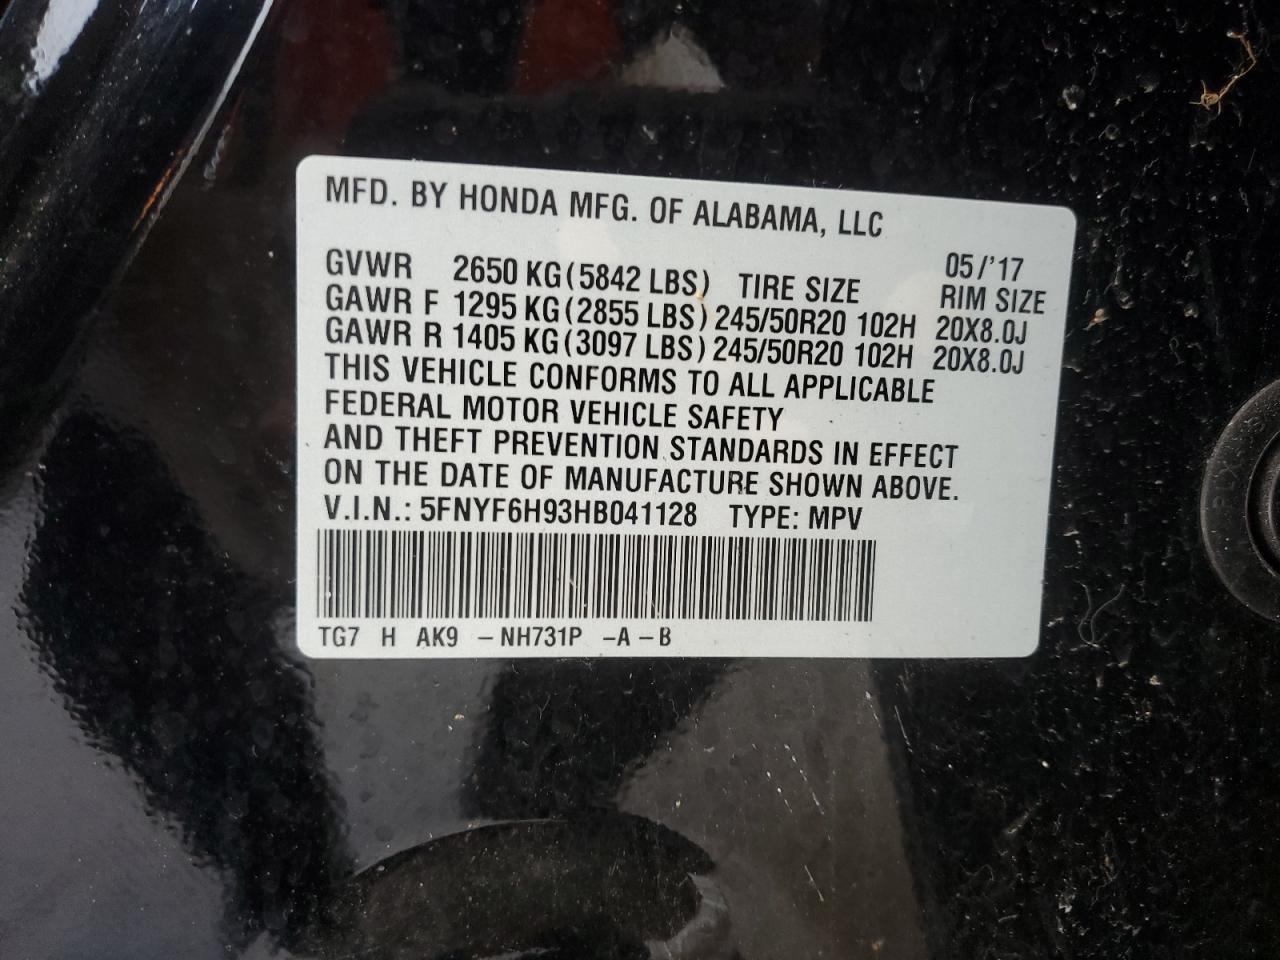 MFD. BY HONDA MFG. OF ALABAMA, LLC
05/'17
GVWR 2650 KG (5842 LBS) TIRE SIZE RIM SIZE
GAWR F 1295 KG (2855 LBS) 245/50R20 102H 20X8.0J
GAWR R 1405 KG (3097 LBS) 245/50R20 102H 20X8.0J
THIS VEHICLE CONFORMS TO ALL APPLICABLE
FEDERAL MOTOR VEHICLE SAFETY
AND THEFT PREVENTION STANDARDS IN EFFECT
ON THE DATE OF MANUFACTURE SHOWN ABOVE.
V.I.N.: 5FNYF6H93HB041128 TYPE: MPV
TG7 H AK9 -NH731P -A-B